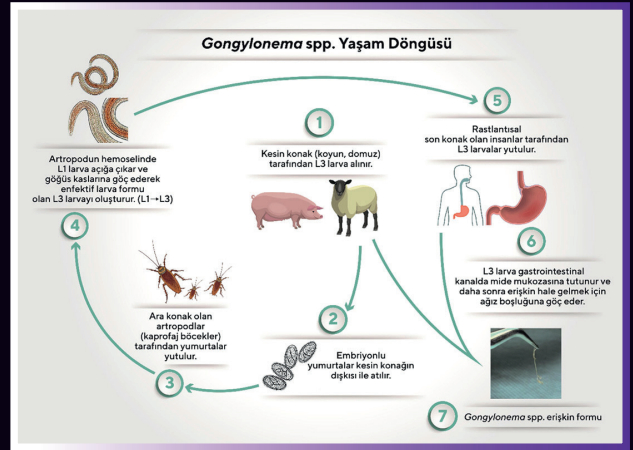 Gongylonema spp. Yaşam Döngüsü
1
Kesin konak (koyun, domuz)
tarafından L3 larva alınır.
2
Embriyonlu
yumurtalar kesin konağın
dışkısı ile atılır.
3
Ara konak olan
artropodlar
(kaprofaj böcekler)
tarafından yumurtalar
yutulur.
4
Artropodun hemoselinde
L1 larva açığa çıkar ve
göğüs kaslarına göç ederek
enfektif larva formu
olan L3 larvayı oluşturur. (L1→L3)
5
Rastlantısal
son konak olan insanlar tarafından
L3 larvalar yutulur.
6
L3 larva gastrointestinal
kanalda mide mukozasına tutunur ve
daha sonra erişkin hale gelmek için
ağız boşluğuna göç eder.
7
Gongylonema spp. erişkin formu